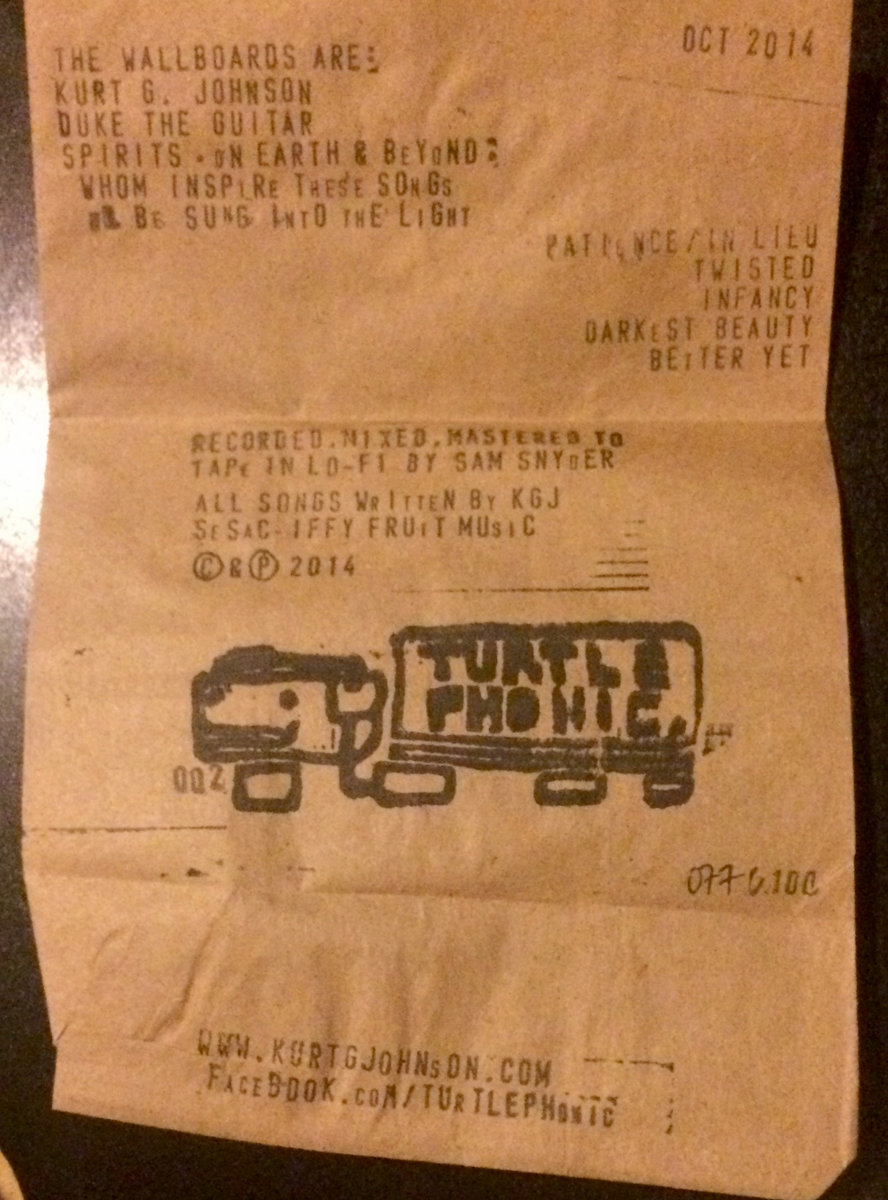 OCT 2014
THE WALLBOARDS ARE:
KURT G. JOHNSON
DUKE THE GUITAR
SPIRITS - ON EARTH & BEYOND:
WHOM INSPIRE THESE SONGS
BE SUNG INTO THE LIGHT
PATIENCE/IN LIEU
TWISTED
INFANCY
DARKEST BEAUTY
BETTER YET
RECORDED, MIXED, MASTERED TO
TAPE IN LO-FI BY SAM SNYDER
ALL SONGS WRITTEN BY KGJ
SESAC- IFFY FRUIT MUSIC
©&℗ 2014
TURTLE
PHONIC
002
077
WWW.KURTGJOHNSON.COM
FACEBOOK.COM/TURTLEPHONIC